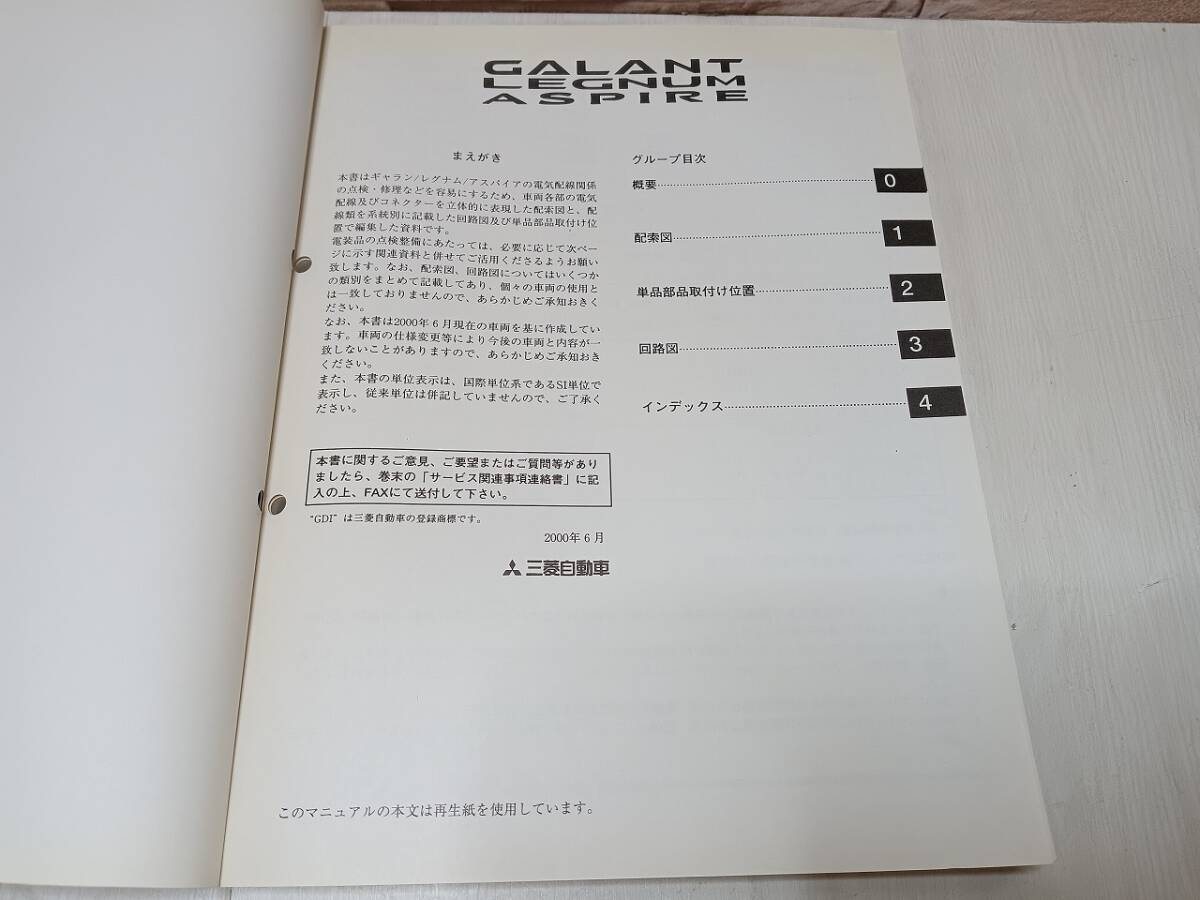 GALANT
LEGNUM
ASPIRE
まえがき
本書はギャラン/レグナム/アスパイアの電気配線関係
の点検・修理などを容易にするため、車両各部の電気
配線及びコネクターを立体的に表現した配索図と、配
線類を系統別に記載した回路図及び単品部品取付け位
置で編集した資料です。
電装品の点検整備にあたっては、必要に応じて次ペー
ジに示す関連資料と併せてご活用くださるようお願い
致します。なお、配索図、回路図についてはいくつか
の類別をまとめて記載してあり、個々の車両の使用と
は一致しておりませんので、あらかじめご承知おきく
ださい。
なお、本書は2000年6月現在の車両を基に作成してい
ます。車両の仕様変更等により今後の車両と内容が一
致しないことがありますので、あらかじめご承知おき
ください。
また、本書の単位表示は、国際単位系であるSI単位で
表示し、従来単位は併記していませんので、ご了承く
ださい。
本書に関するご意見、ご要望またはご質問等があり
ましたら、巻末の「サービス関連事項連絡書」に記
入の上、FAXにて送付して下さい。
"GDI" は三菱自動車の登録商標です。
2000年6月
三菱自動車
グループ目次
概要 0
配索図 1
単品部品取付け位置 2
回路図 3
インデックス 4
このマニュアルの本文は再生紙を使用しています。